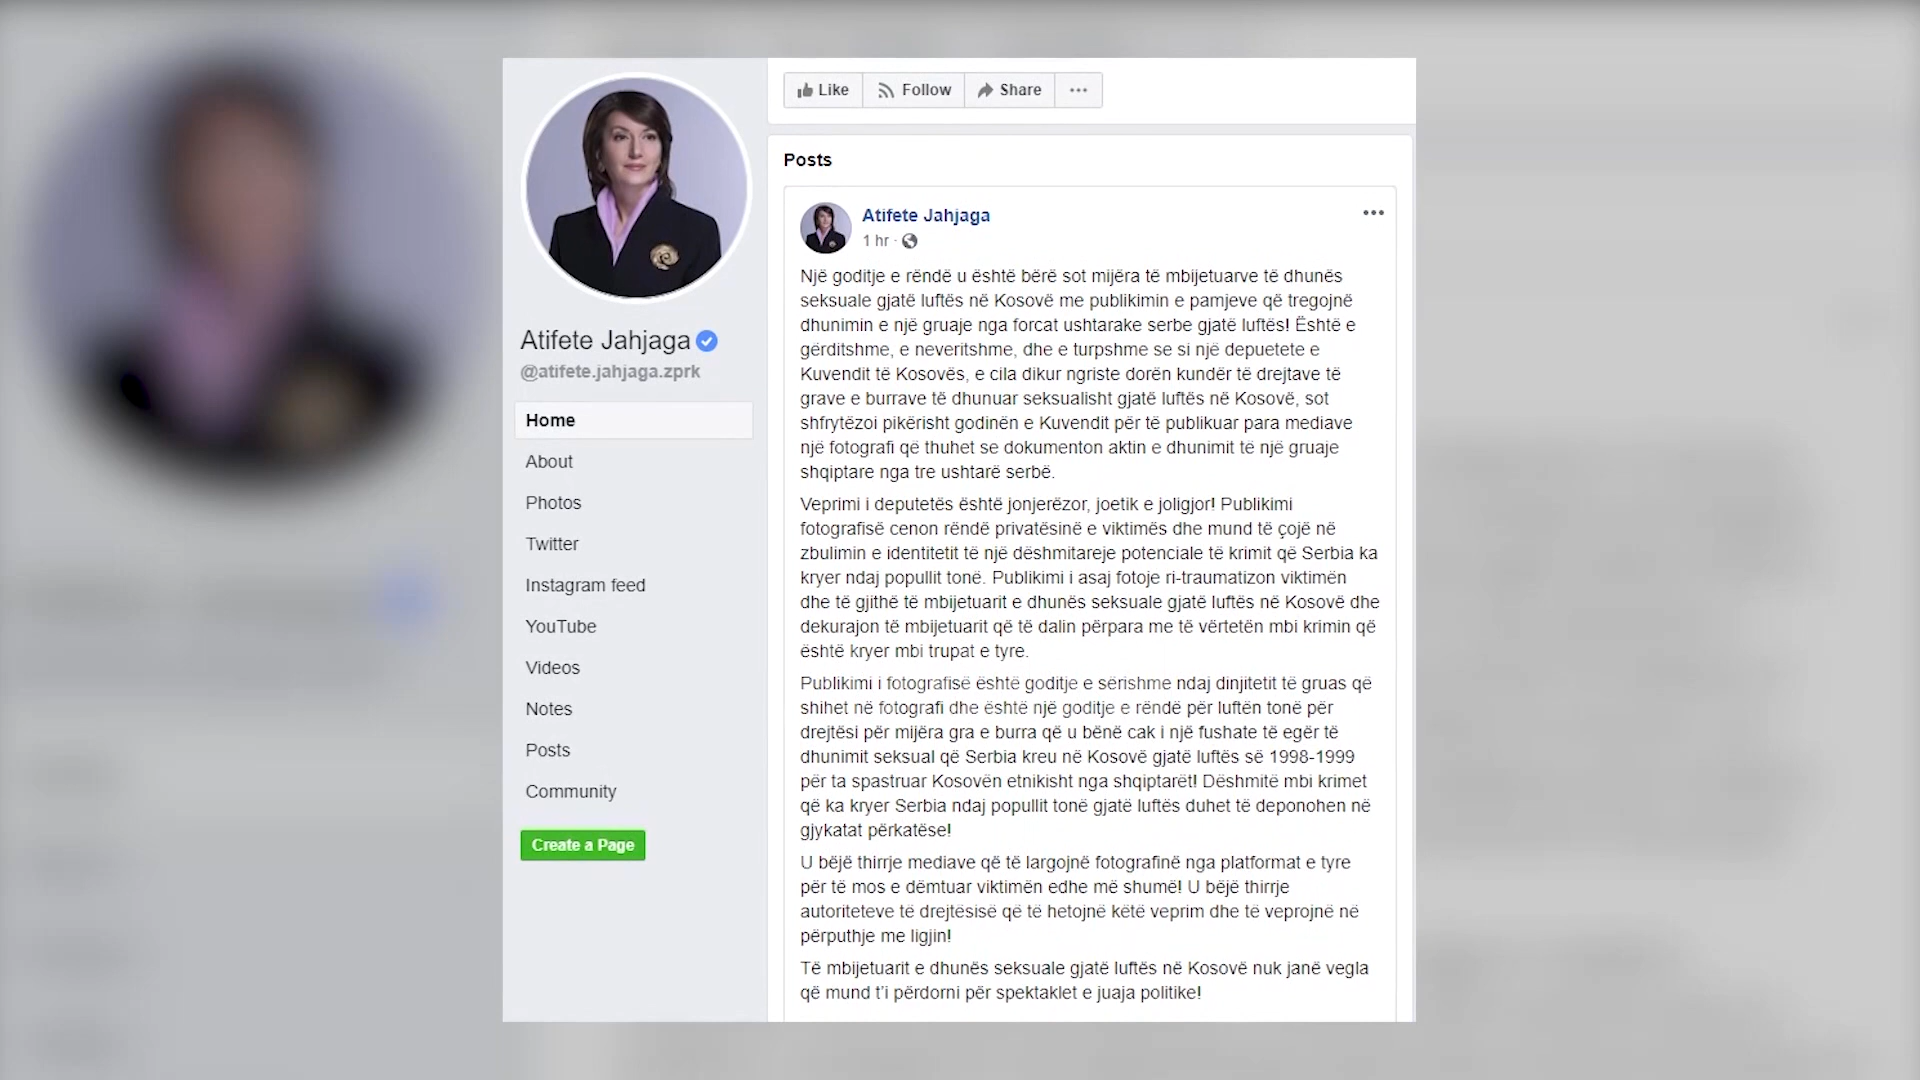 Like
Follow
Share
Posts
Atifete Jahjaga
1 hr ·
Një goditje e rëndë u është bërë sot mijëra të mbijetuarve të dhunës
seksuale gjatë luftës në Kosovë me publikimin e pamjeve që tregojnë
dhunimin e një gruaje nga forcat ushtarake serbe gjatë luftës! Është e
gërditshme, e neveritshme, dhe e turpshme se si një depuetete e
Kuvendit të Kosovës, e cila dikur ngriste dorën kundër të drejtave të
grave e burrave të dhunuar seksualisht gjatë luftës në Kosovë, sot
shfrytëzoi pikërisht godinën e Kuvendit për të publikuar para mediave
një fotografi që thuhet se dokumenton aktin e dhunimit të një gruaje
shqiptare nga tre ushtarë serbë.
Veprimi i deputetës është jonjerëzor, joetik e joligjor! Publikimi
fotografisë cenon rëndë privatësinë e viktimës dhe mund të çojë në
zbulimin e identitetit të një dëshmitareje potenciale të krimit që Serbia ka
kryer ndaj popullit tonë. Publikimi i asaj fotoje ri-traumatizon viktimën
dhe të gjithë të mbijetuarit e dhunës seksuale gjatë luftës në Kosovë dhe
dekurajon të mbijetuarit që të dalin përpara me të vërtetën mbi krimin që
është kryer mbi trupat e tyre.
Publikimi i fotografisë është goditje e sërishme ndaj dinjitetit të gruas që
shihet në fotografi dhe është një goditje e rëndë për luftën tonë për
drejtësi për mijëra gra e burra që u bënë cak i një fushate të egër të
dhunimit seksual që Serbia kreu në Kosovë gjatë luftës së 1998-1999
për ta spastruar Kosovën etnikisht nga shqiptarët! Dëshmitë mbi krimet
që ka kryer Serbia ndaj popullit tonë gjatë luftës duhet të deponohen në
gjykatat përkatëse!
U bëjë thirrje mediave që të largojnë fotografinë nga platformat e tyre
për të mos e dëmtuar viktimën edhe më shumë! U bëjë thirrje
autoriteteve të drejtësisë që të hetojnë këtë veprim dhe të veprojnë në
përputhje me ligjin!
Të mbijetuarit e dhunës seksuale gjatë luftës në Kosovë nuk janë vegla
që mund t'i përdorni për spektaklet e juaja politike!
Atifete Jahjaga
@atifete.jahjaga.zprk
Home
About
Photos
Twitter
Instagram feed
YouTube
Videos
Notes
Posts
Community
Create a Page